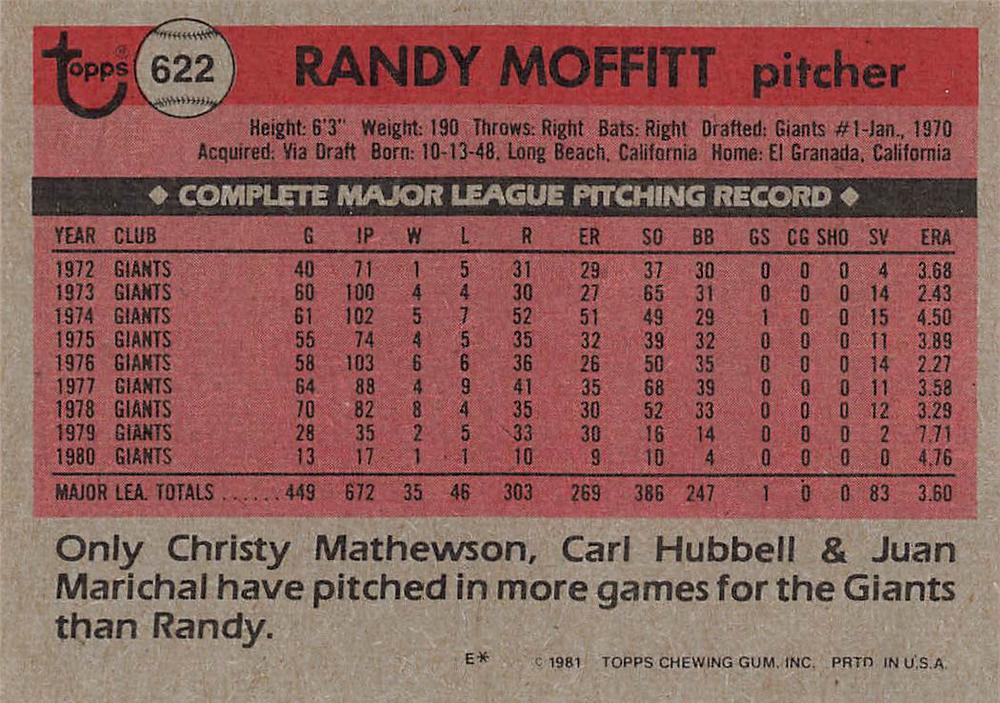 Topps® 622 RANDY MOFFITT pitcher
Height: 6'3" Weight: 190 Throws: Right Bats: Right Drafted: Giants #1-Jan., 1970
Acquired: Via Draft Born: 10-13-48, Long Beach, California Home: El Granada, California
◆ COMPLETE MAJOR LEAGUE PITCHING RECORD ◆
YEAR CLUB G IP W L R ER SO BB GS CG SHO SV ERA
1972 GIANTS 40 71 1 5 31 29 37 30 0 0 0 4 3.68
1973 GIANTS 60 100 4 4 30 27 65 31 0 0 0 14 2.43
1974 GIANTS 61 102 5 7 52 51 49 29 1 0 0 15 4.50
1975 GIANTS 55 74 4 5 35 32 39 32 0 0 0 11 3.89
1976 GIANTS 58 103 6 6 36 26 50 35 0 0 0 14 2.27
1977 GIANTS 64 88 4 9 41 35 68 39 0 0 0 11 3.58
1978 GIANTS 70 82 8 4 35 30 52 33 0 0 0 12 3.29
1979 GIANTS 28 35 2 5 33 30 16 14 0 0 0 2 7.71
1980 GIANTS 13 17 1 1 10 9 10 4 0 0 0 0 4.76
MAJOR LEA. TOTALS ...... 449 672 35 46 303 269 386 247 1 0 0 83 3.60
Only Christy Mathewson, Carl Hubbell & Juan
Marichal have pitched in more games for the Giants
than Randy.
E* © 1981 TOPPS CHEWING GUM, INC. PRTD IN U.S.A.